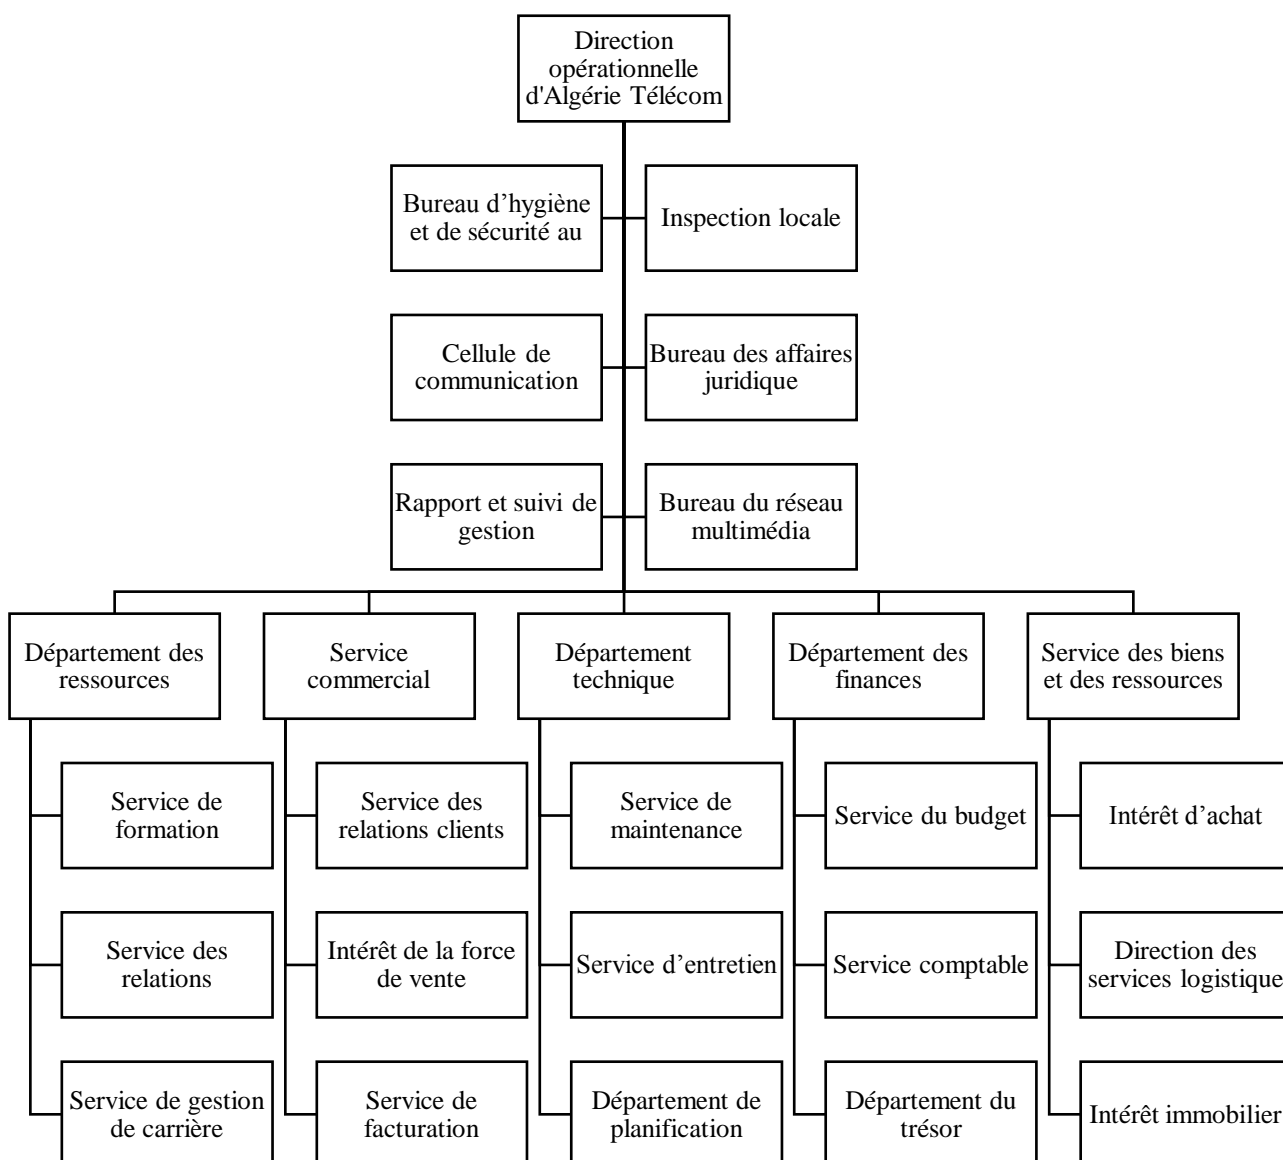 Direction
opérationnelle
d'Algérie Télécom
Bureau d’hygiène
et de sécurité au
Inspection locale
Cellule de
communication
Bureau des affaires
juridique
Rapport et suivi de
gestion
Bureau du réseau
multimédia
Département des
ressources
Service
commercial
Département
technique
Département des
finances
Service des biens
et des ressources
Service de
formation
Service des
relations clients
Service de
maintenance
Service du budget
Intérêt d’achat
Service des
relations
Intérêt de la force
de vente
Service d’entretien
Service comptable
Direction des
services logistique
Service de gestion
de carrière
Service de
facturation
Département de
planification
Département du
trésor
Intérêt immobilier